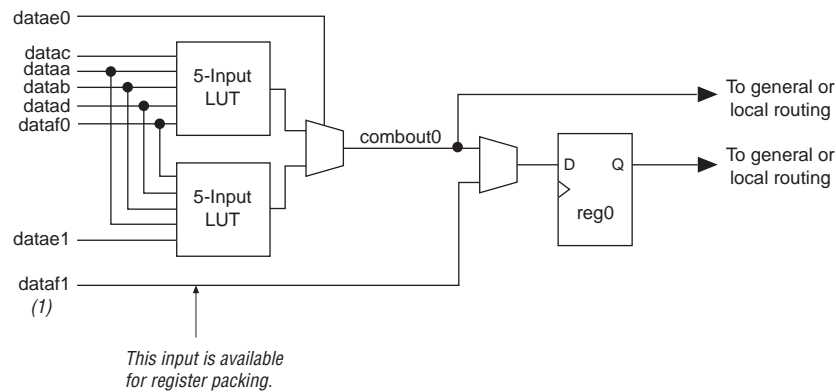 datae0
datac
dataa
datab
datad
dataf0
5-Input
LUT
combout0
To general or
local routing
D Q
reg0
To general or
local routing
5-Input
LUT
datae1
dataf1
(1)
This input is available
for register packing.